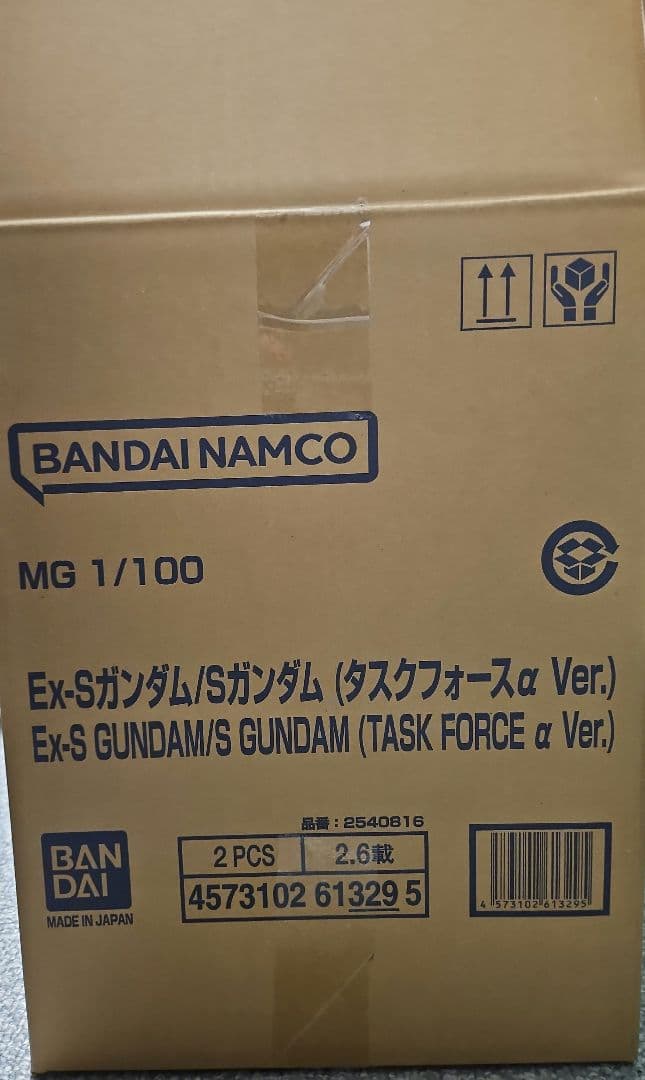 BANDAI NAMCO
MG 1/100
Ex-Sガンダム/Sガンダム (タスクフォースα Ver.)
Ex-S GUNDAM/S GUNDAM (TASK FORCE α Ver.)
品番:2540816
BAN
DAI
MADE IN JAPAN
2 PCS
2.6載
4573102 61329 5
4 573102 613295